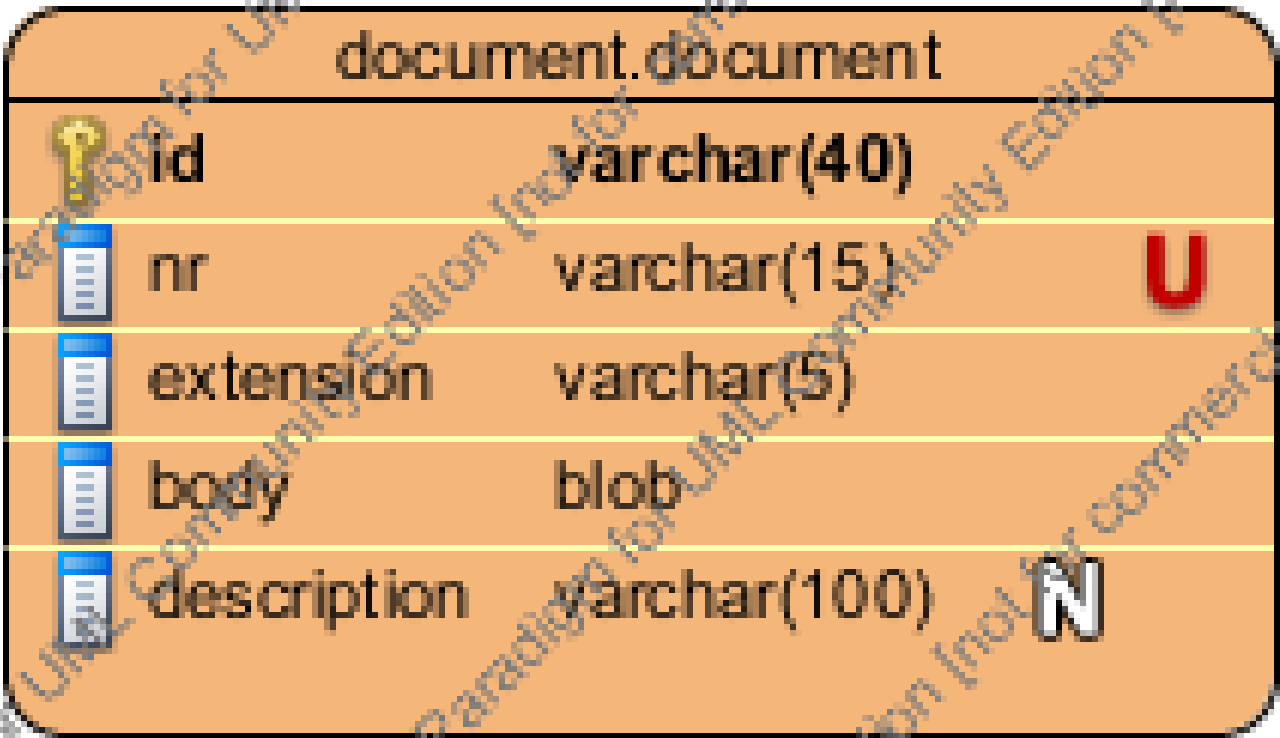 document.document
id varchar(40)
nr varchar(15) U
extension varchar(5)
body blob
description varchar(100) N